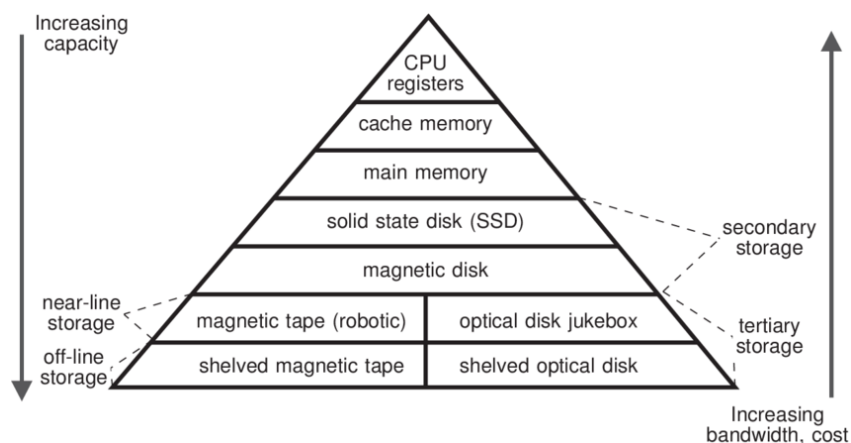 Increasing
capacity
CPU
registers
cache memory
main memory
solid state disk (SSD)
secondary
storage
magnetic disk
near-line
storage
magnetic tape (robotic)
optical disk jukebox
tertiary
storage
off-line
storage
shelved magnetic tape
shelved optical disk
Increasing
bandwidth, cost